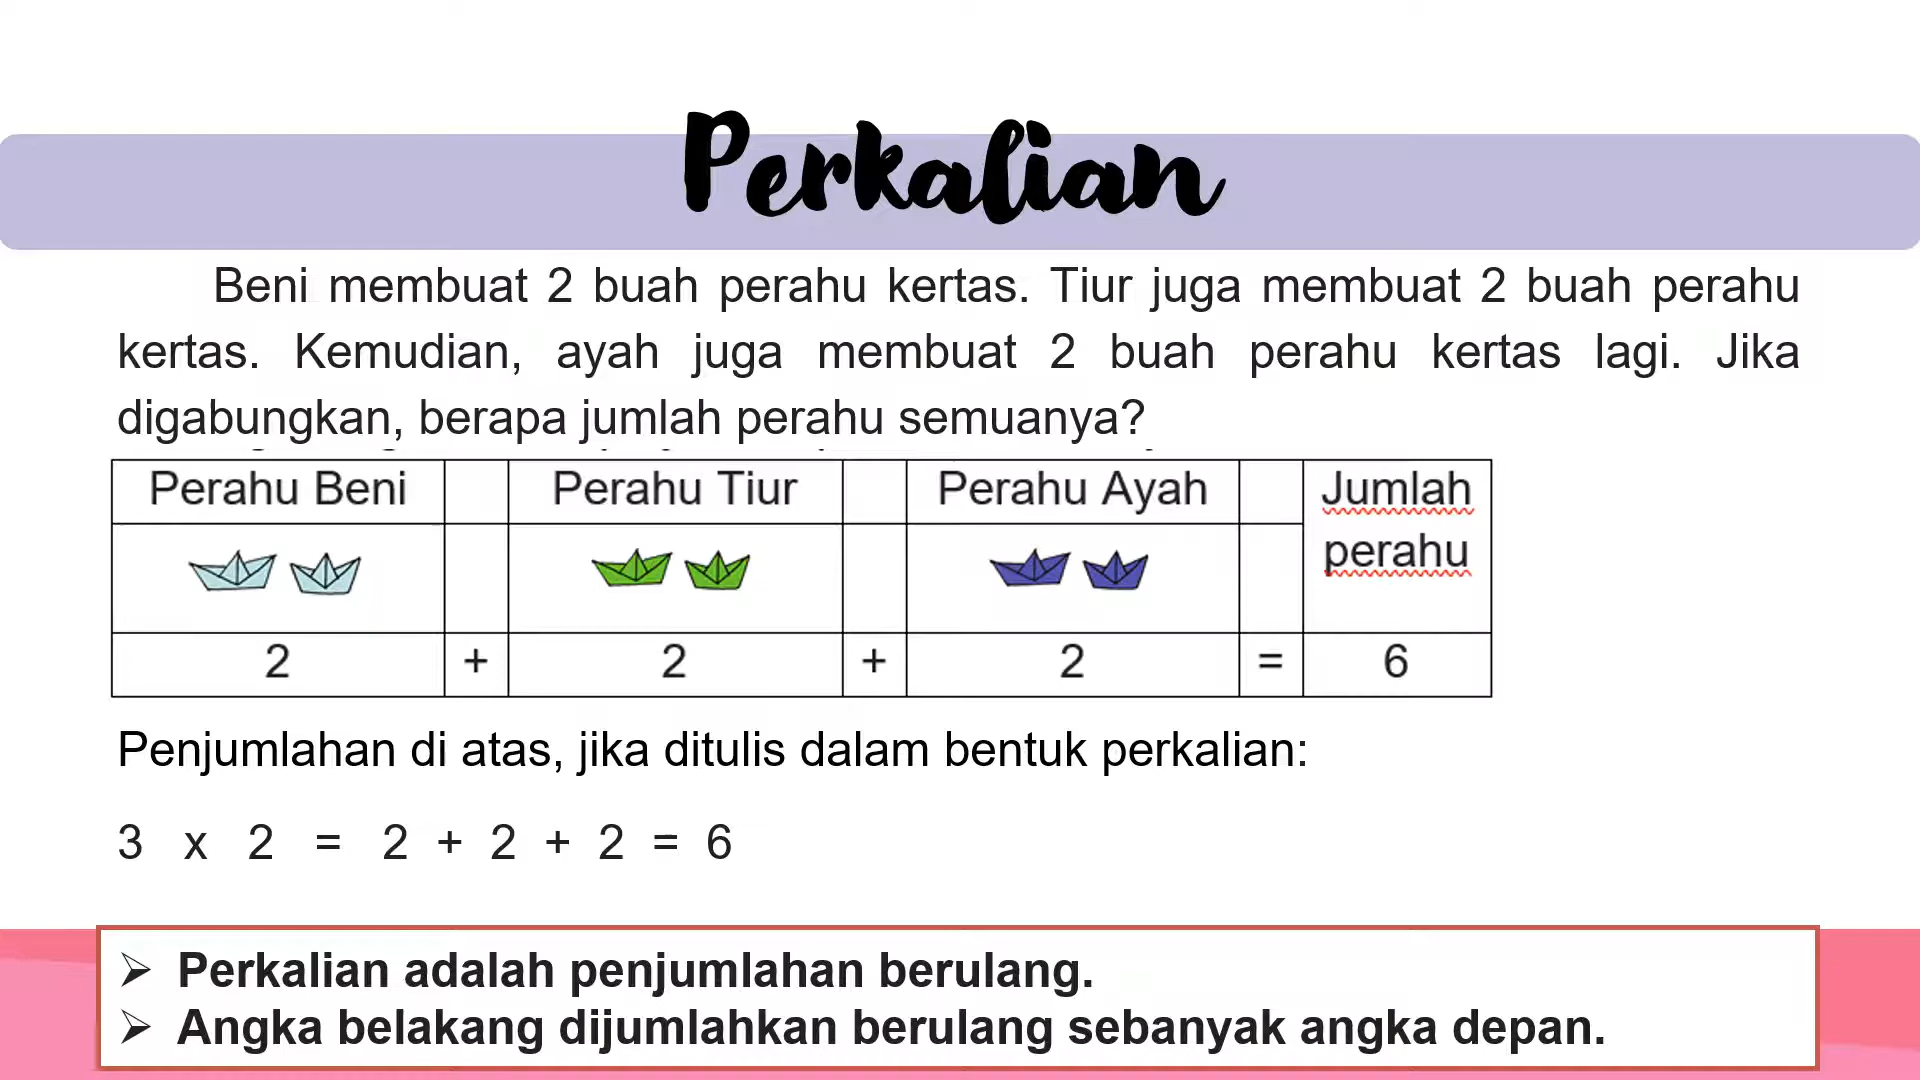 Perkalian
Beni membuat 2 buah perahu kertas. Tiur juga membuat 2 buah perahu
kertas. Kemudian, ayah juga membuat 2 buah perahu kertas lagi. Jika
digabungkan, berapa jumlah perahu semuanya?
Perahu Beni Perahu Tiur Perahu Ayah Jumlah
perahu
2 + 2 + 2 = 6
Penjumlahan di atas, jika ditulis dalam bentuk perkalian:
3 x 2 = 2 + 2 + 2 = 6
➢ Perkalian adalah penjumlahan berulang.
➢ Angka belakang dijumlahkan berulang sebanyak angka depan.